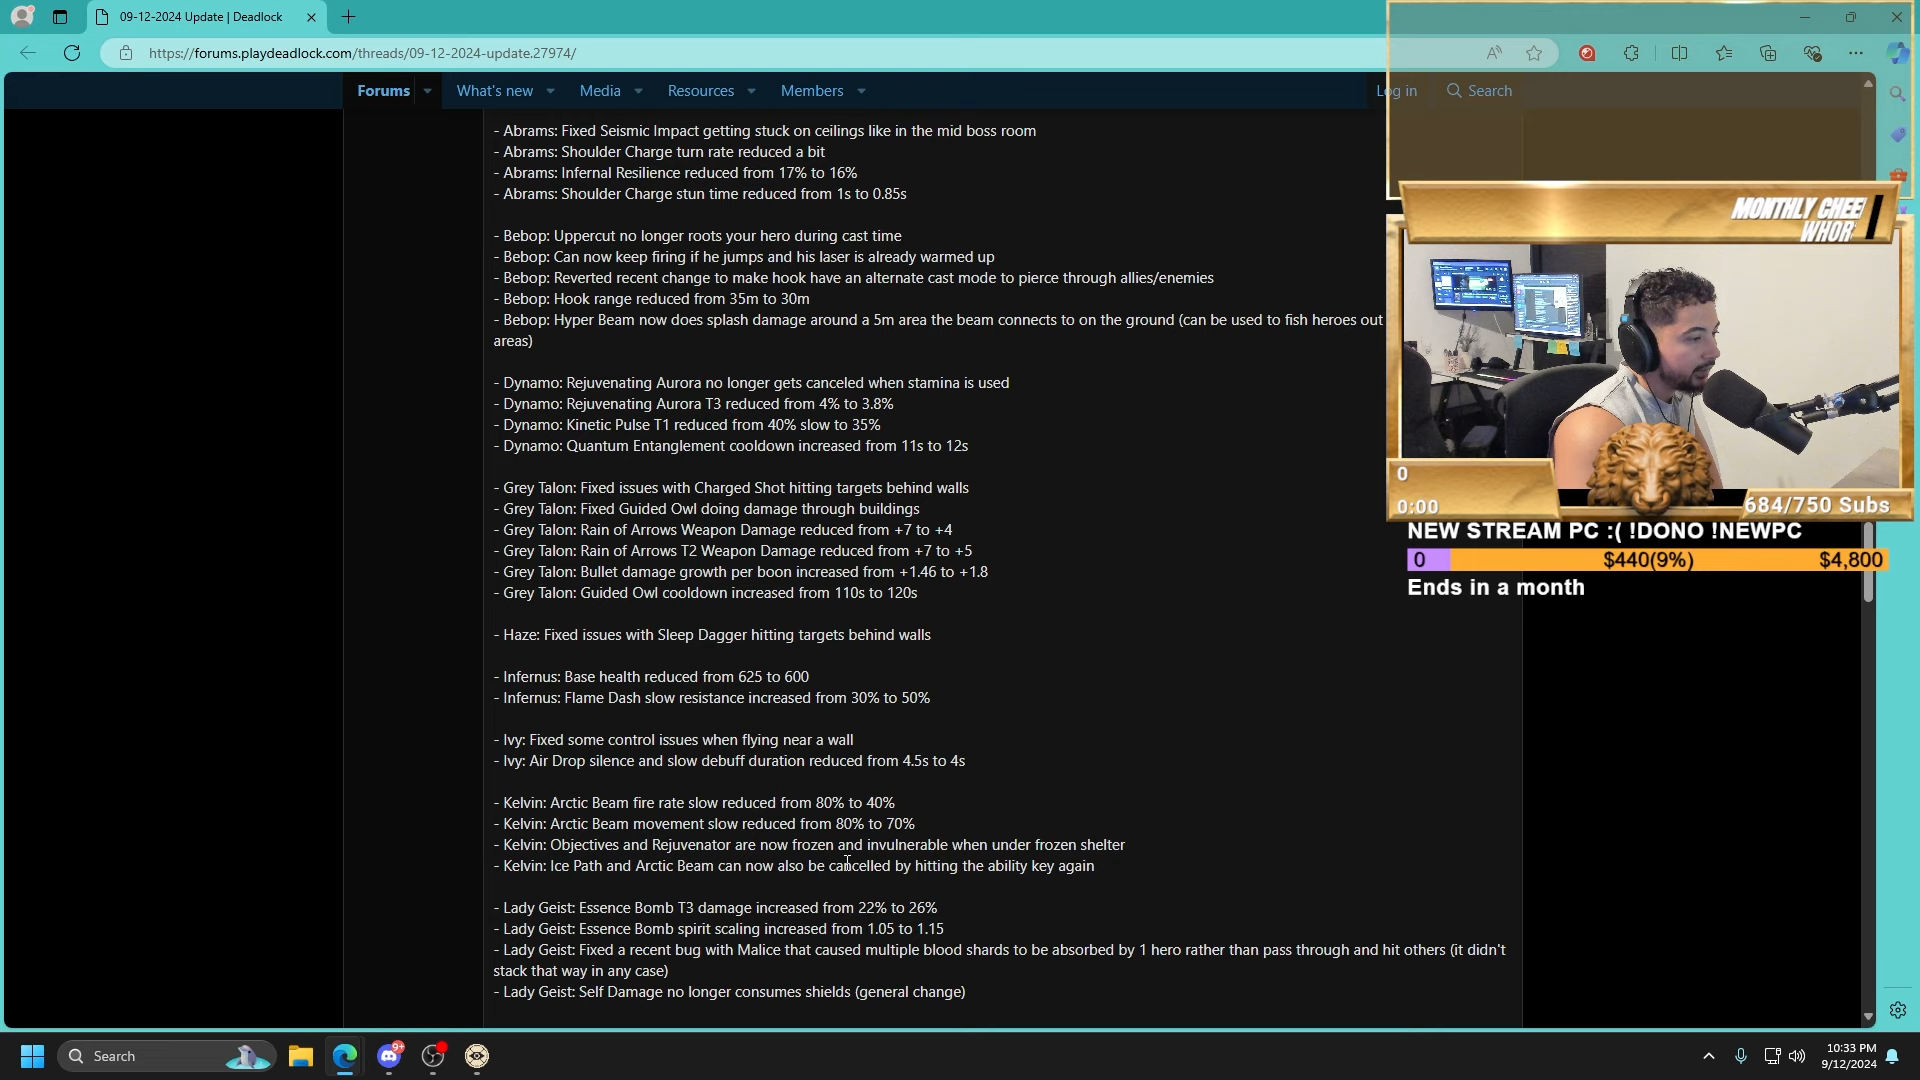 09-12-2024 Update | Deadlock
https://forums.playdeadlock.com/threads/09-12-2024-update.27974/
Forums
What's new
Media
Resources
Members
Log in
Search
- Abrams: Fixed Seismic Impact getting stuck on ceilings like in the mid boss room
- Abrams: Shoulder Charge turn rate reduced a bit
- Abrams: Infernal Resilience reduced from 17% to 16%
- Abrams: Shoulder Charge stun time reduced from 1s to 0.85s
- Bebop: Uppercut no longer roots your hero during cast time
- Bebop: Can now keep firing if he jumps and his laser is already warmed up
- Bebop: Reverted recent change to make hook have an alternate cast mode to pierce through allies/enemies
- Bebop: Hook range reduced from 35m to 30m
- Bebop: Hyper Beam now does splash damage around a 5m area the beam connects to on the ground (can be used to fish heroes out
areas)
- Dynamo: Rejuvenating Aurora no longer gets canceled when stamina is used
- Dynamo: Rejuvenating Aurora T3 reduced from 4% to 3.8%
- Dynamo: Kinetic Pulse T1 reduced from 40% slow to 35%
- Dynamo: Quantum Entanglement cooldown increased from 11s to 12s
- Grey Talon: Fixed issues with Charged Shot hitting targets behind walls
- Grey Talon: Fixed Guided Owl doing damage through buildings
- Grey Talon: Rain of Arrows Weapon Damage reduced from +7 to +4
- Grey Talon: Rain of Arrows T2 Weapon Damage reduced from +7 to +5
- Grey Talon: Bullet damage growth per boon increased from +1.46 to +1.8
- Grey Talon: Guided Owl cooldown increased from 110s to 120s
- Haze: Fixed issues with Sleep Dagger hitting targets behind walls
- Infernus: Base health reduced from 625 to 600
- Infernus: Flame Dash slow resistance increased from 30% to 50%
- Ivy: Fixed some control issues when flying near a wall
- Ivy: Air Drop silence and slow debuff duration reduced from 4.5s to 4s
- Kelvin: Arctic Beam fire rate slow reduced from 80% to 40%
- Kelvin: Arctic Beam movement slow reduced from 80% to 70%
- Kelvin: Objectives and Rejuvenator are now frozen and invulnerable when under frozen shelter
- Kelvin: Ice Path and Arctic Beam can now also be cancelled by hitting the ability key again
- Lady Geist: Essence Bomb T3 damage increased from 22% to 26%
- Lady Geist: Essence Bomb spirit scaling increased from 1.05 to 1.15
- Lady Geist: Fixed a recent bug with Malice that caused multiple blood shards to be absorbed by 1 hero rather than pass through and hit others (it didn't
stack that way in any case)
- Lady Geist: Self Damage no longer consumes shields (general change)
MONTHLY CHEE
WHOR
0
0:00
684/750 Subs
NEW STREAM PC :( !DONO !NEWPC
0 $440(9%) $4,800
Ends in a month
Search
9+
10:33 PM
9/12/2024